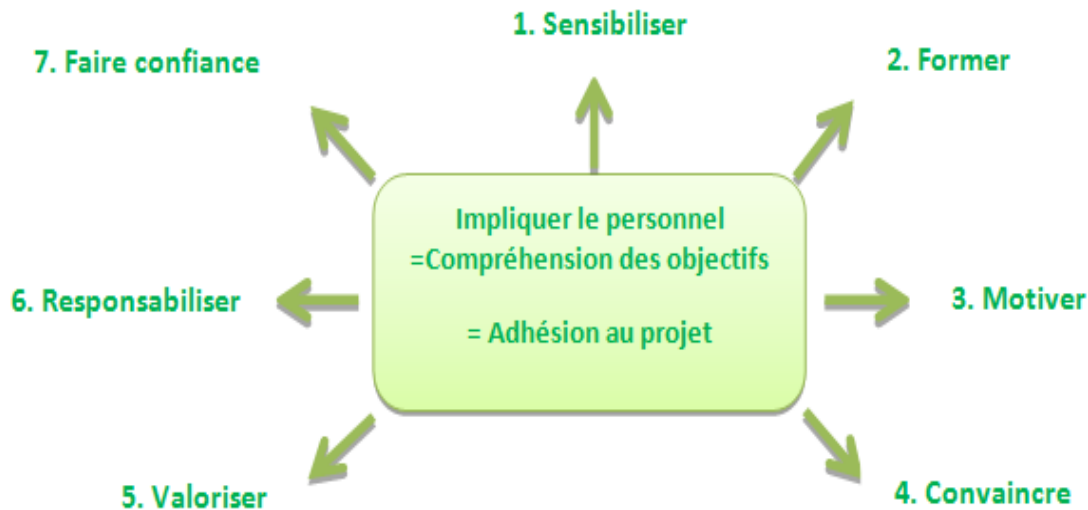 1. Sensibiliser
2. Former
7. Faire confiance
Impliquer le personnel
=Compréhension des objectifs
= Adhésion au projet
6. Responsabiliser
3. Motiver
5. Valoriser
4. Convaincre